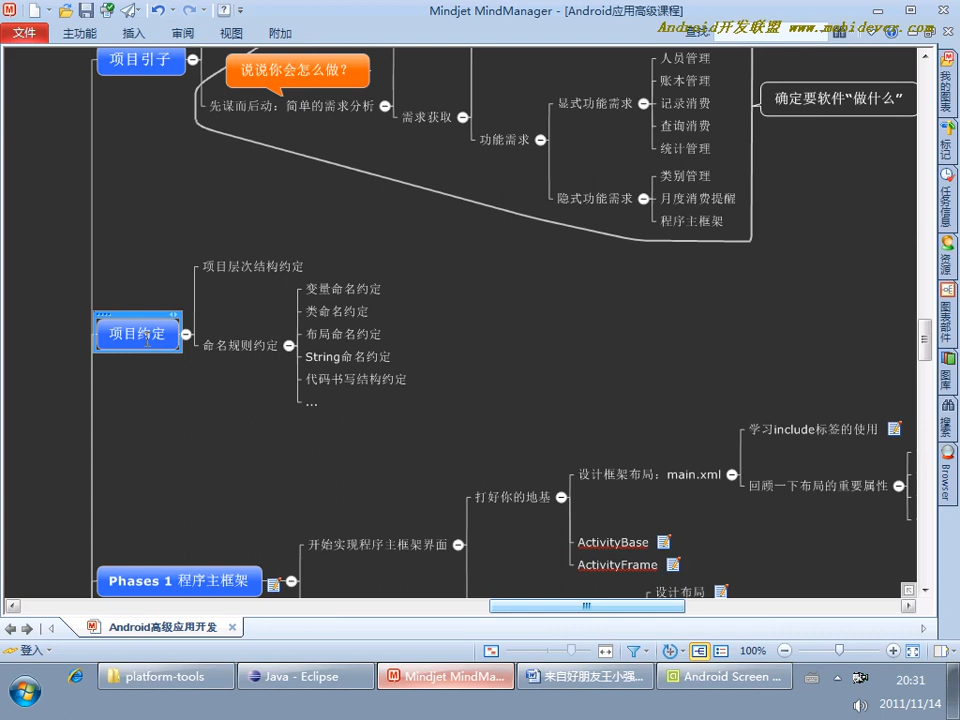 Mindjet MindManager - [Android应用高级课程]
Android开发联盟 www.mobidever.com
文件
主功能
插入
审阅
视图
附加
项目引子
说说你会怎么做？
先谋而后动：简单的需求分析
需求获取
功能需求
显式功能需求
人员管理
账本管理
记录消费
查询消费
统计管理
隐式功能需求
类别管理
月度消费提醒
程序主框架
确定要软件“做什么”
项目约定
项目层次结构约定
命名规则约定
变量命名约定
类命名约定
布局命名约定
String命名约定
代码书写结构约定
...
Phases 1 程序主框架
开始实现程序主框架界面
打好你的地基
设计框架布局：main.xml
学习include标签的使用
回顾一下布局的重要属性
ActivityBase
ActivityFrame
设计布局
我的图表
标记
任务信息
资源
图表部件
图库
搜索
Browser
Android高级应用开发
登入
100%
platform-tools
Java - Eclipse
Mindjet MindMa...
来自好朋友王小强...
Android Screen ...
20:31
2011/11/14